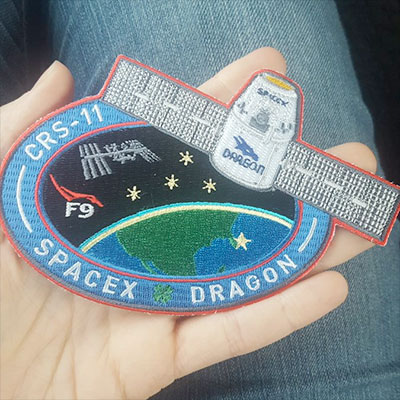 CRS-11
SPACEX
DRAGON
F9
SPACEX DRAGON